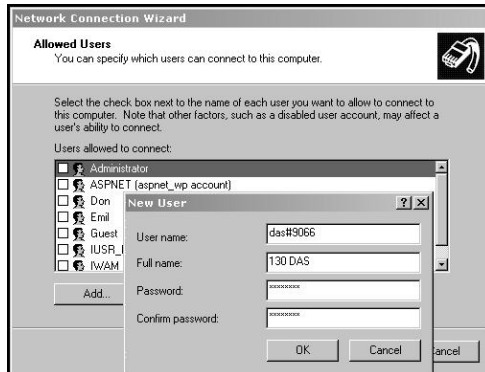 Network Connection Wizard
Allowed Users
You can specify which users can connect to this computer.
Select the check box next to the name of each user you want to allow to connect to
this computer. Note that other factors, such as a disabled user account, may affect a
user's ability to connect.
Users allowed to connect:
Administrator
ASPNET (aspnet_wp account)
Don
Emil
Guest
IUSR_
IWAM
Add...
New User
User name:
das#9066
Full name:
130 DAS
Password:
xxxxxxxx
Confirm password:
xxxxxxxx
OK
Cancel
ancel